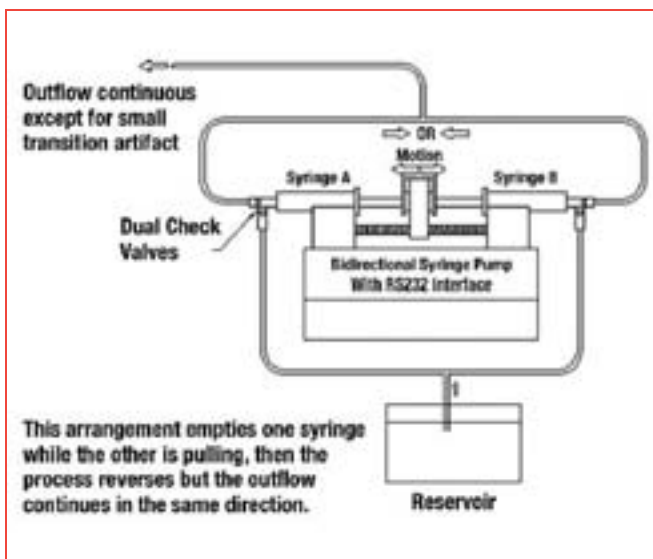 Outflow continuous
except for small
transition artifact
OR
Motion
Syringe A
Syringe B
Dual Check
Valves
Bidirectional Syringe Pump
With RS232 Interface
This arrangement empties one syringe
while the other is pulling, then the
process reverses but the outflow
continues in the same direction.
Reservoir